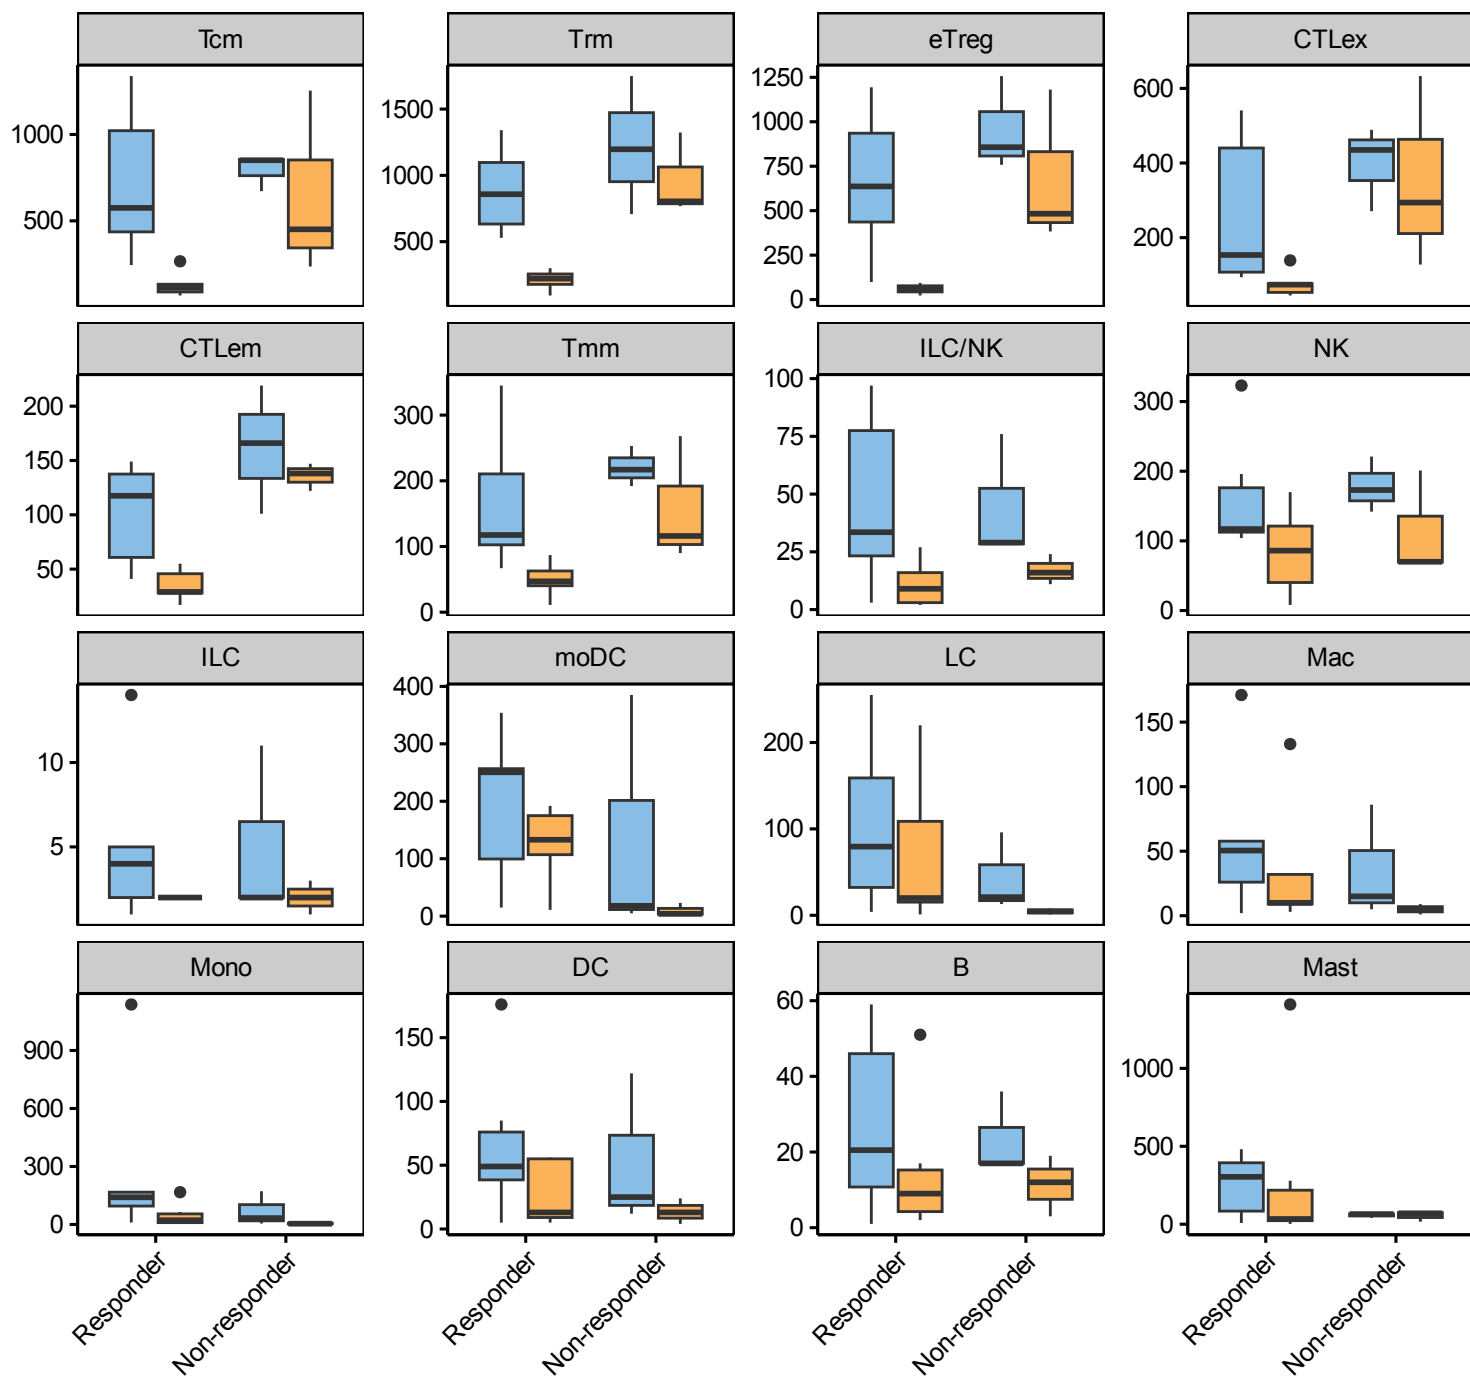 Tcm
Trm
eTreg
CTLex
1000
500
1500
1000
500
1250
1000
750
500
250
0
600
400
200
CTLem
Tmm
ILC/NK
NK
200
150
100
50
300
200
100
0
100
75
50
25
0
300
200
100
0
ILC
moDC
LC
Mac
10
5
400
300
200
100
0
200
100
0
150
100
50
0
Mono
DC
B
Mast
900
600
300
0
150
100
50
0
60
40
20
0
1000
500
0
Responder
Non-responder
Responder
Non-responder
Responder
Non-responder
Responder
Non-responder